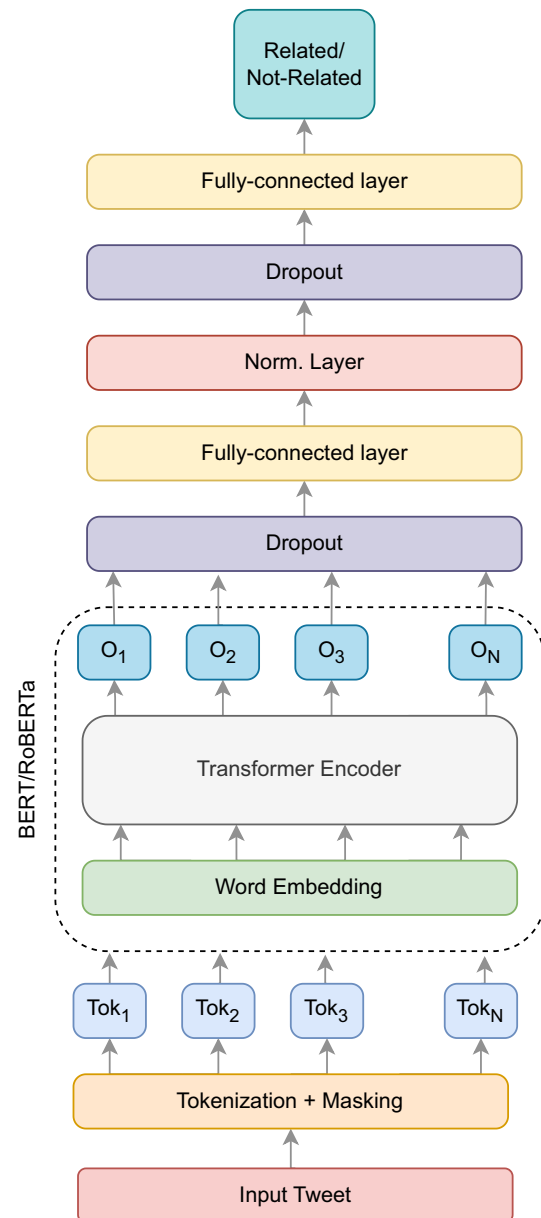 Related/
Not-Related
Fully-connected layer
Dropout
Norm. Layer
Fully-connected layer
Dropout
O1 O2 O3 ON
BERT/RoBERTa
Transformer Encoder
Word Embedding
Tok1 Tok2 Tok3 TokN
Tokenization + Masking
Input Tweet